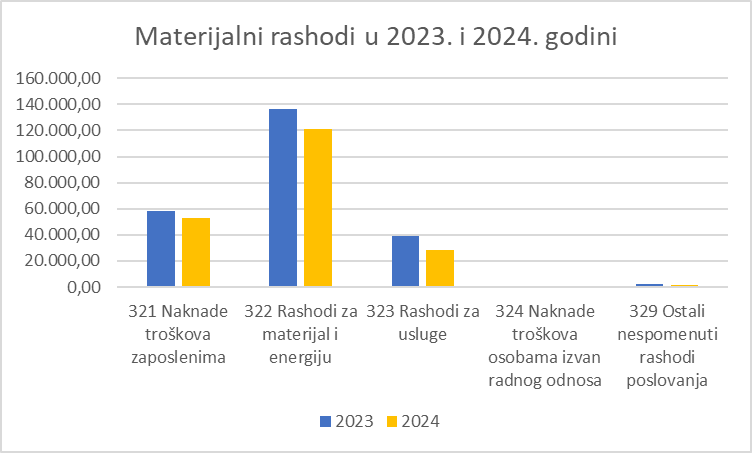 Materijalni rashodi u 2023. i 2024. godini
160.000,00
140.000,00
120.000,00
100.000,00
80.000,00
60.000,00
40.000,00
20.000,00
0,00
321 Naknade
troškova
zaposlenima
322 Rashodi za
materijal i
energiju
323 Rashodi za
usluge
324 Naknade
troškova
osobama izvan
radnog odnosa
329 Ostali
nespomenuti
rashodi
poslovanja
2023
2024